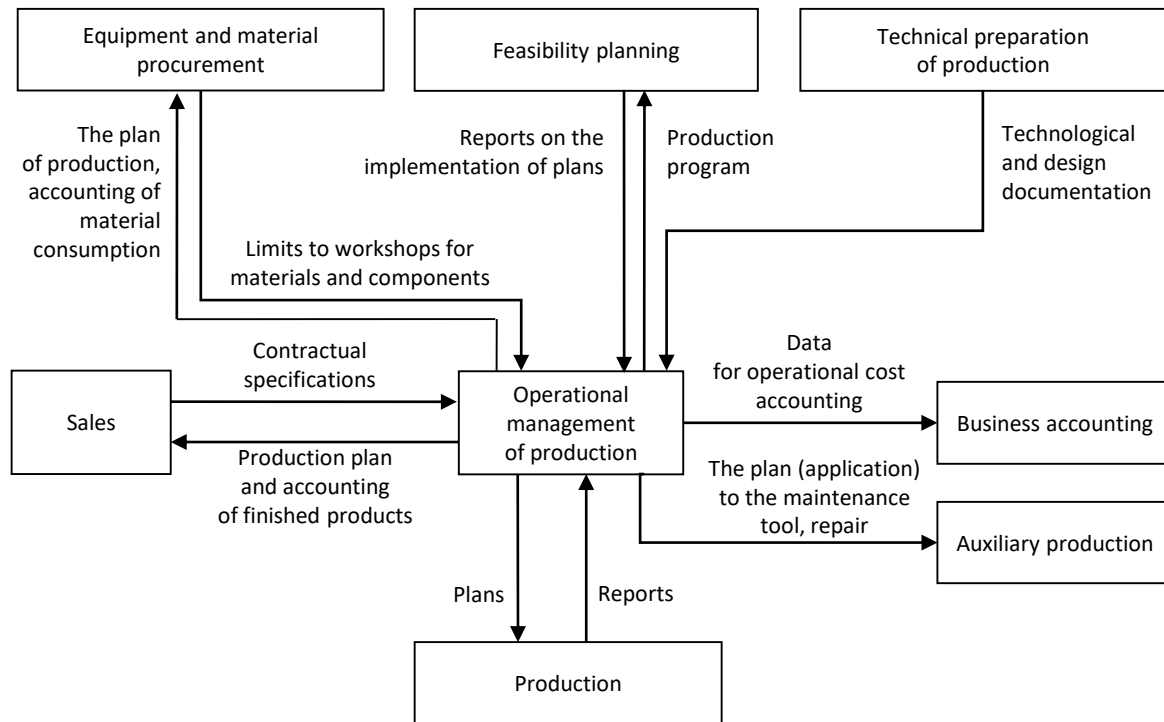 Equipment and material
procurement
Feasibility planning
Technical preparation
of production
The plan
of production,
accounting of
material
consumption
Reports on the
implementation of plans
Production
program
Technological
and design
documentation
Limits to workshops for
materials and components
Contractual
specifications
Data
for operational cost
accounting
Sales
Operational
management
of production
Business accounting
Production plan
and accounting
of finished products
The plan (application)
to the maintenance
tool, repair
Auxiliary production
Plans
Reports
Production